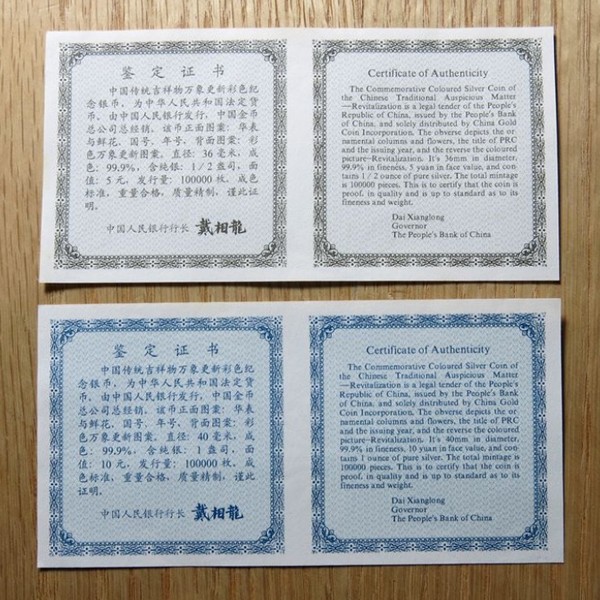 鉴定证书
中国传统吉祥物万象更新彩色纪
念银币，为中华人民共和国法定货
币，由中国人民银行发行，中国金币
总公司总经销。该币正面图案：华表
与鲜花、国号、年号，背面图案：彩
色万象更新图案。直径：36毫米，成
色：99.9%，含纯银：1/2盎司，面
值：5元，发行量：100000枚，成色
标准，重量合格，质量精制，谨此证
明。
中国人民银行行长 戴相龍
Certificate of Authenticity
The Commemorative Coloured Silver Coin of
the Chinese Traditional Auspicious Matter
—Revitalization is a legal tender of the People's
Republic of China, issued by the People's Bank
of China, and solely distributed by China Gold
Coin Incorporation. The obverse depicts the or-
namental columns and flowers, the title of PRC
and the issuing year, and the reverse the coloured
picture—Revitalization. It's 36mm in diameter,
99.9% in fineness, 5 yuan in face value, and con-
tains 1/2 ounce of pure silver. The total mintage is
100000 pieces. This is to certify that the coin is
proof, in quality and is up to standard as to its
fineness and weight.
Dai Xianglong
Governor
The People's Bank of China
鉴定证书
中国传统吉祥物万象更新彩色纪
念银币，为中华人民共和国法定货
币，由中国人民银行发行，中国金币
总公司总经销。该币正面图案：华表
与鲜花、国号、年号，背面图案：彩
色万象更新图案。直径：40毫米，成
色：99.9%，含纯银：1盎司，面
值：10元，发行量：100000枚，成
色标准，重量合格，质量精制，谨此
证明。
中国人民银行行长 戴相龍
Certificate of Authenticity
The Commemorative Coloured Silver Coin of
the Chinese Traditional Auspicious Matter
—Revitalization is a legal tender of the People's
Republic of China, issued by the People's Bank
of China, and solely distributed by China Gold
Coin Incorporation. The obverse depicts the or-
namental columns and flowers, the title of PRC
and the issuing year, and the reverse the coloured
picture—Revitalization. It's 40mm in diameter,
99.9% in fineness, 10 yuan in face value, and con-
tains 1 ounce of pure silver. The total mintage is
100000 pieces. This is to certify that the coin is
proof, in quality and is up to standard as to its
fineness and weight.
Dai Xianglong
Governor
The People's Bank of China